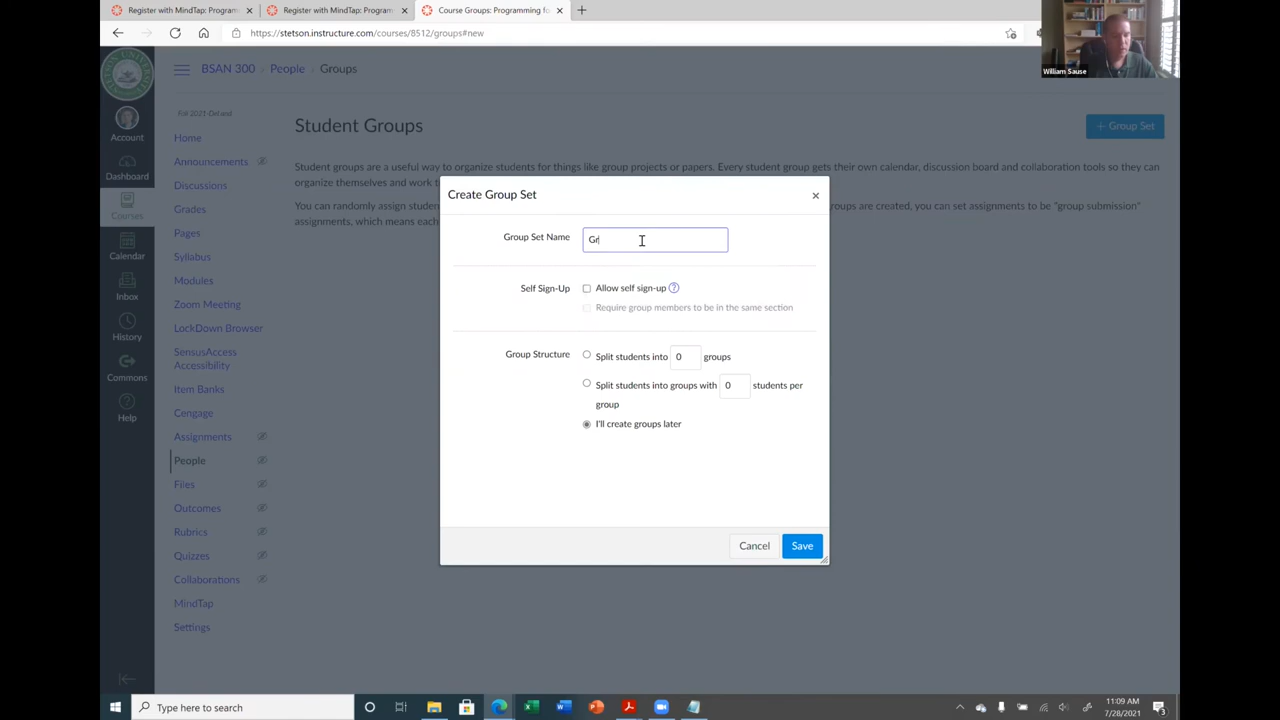 Register with MindTap: Program
Register with MindTap: Program
Course Groups: Programming fo
https://stetson.instructure.com/courses/8512/groups#new
William Sause
BSAN 300 People Groups
Account
Dashboard
Courses
Calendar
Inbox
History
Commons
Help
Fall 2021-DeLand
Home
Announcements
Discussions
Grades
Pages
Syllabus
Modules
Zoom Meeting
LockDown Browser
SensusAccess
Accessibility
Item Banks
Cengage
Assignments
People
Files
Outcomes
Rubrics
Quizzes
Collaborations
MindTap
Settings
Student Groups
+ Group Set
Student groups are a useful way to organize students for things like group projects or papers. Every student group gets their own calendar, discussion board and collaboration tools so they can
organize themselves and work t
You can randomly assign studen
roups are created, you can set assignments to be "group submission"
assignments, which means each
Create Group Set
×
Group Set Name
Gr
Self Sign-Up
Allow self sign-up ?
Require group members to be in the same section
Group Structure
Split students into 0 groups
Split students into groups with 0 students per
group
I'll create groups later
Cancel
Save
Type here to search
11:09 AM
7/28/2021
3